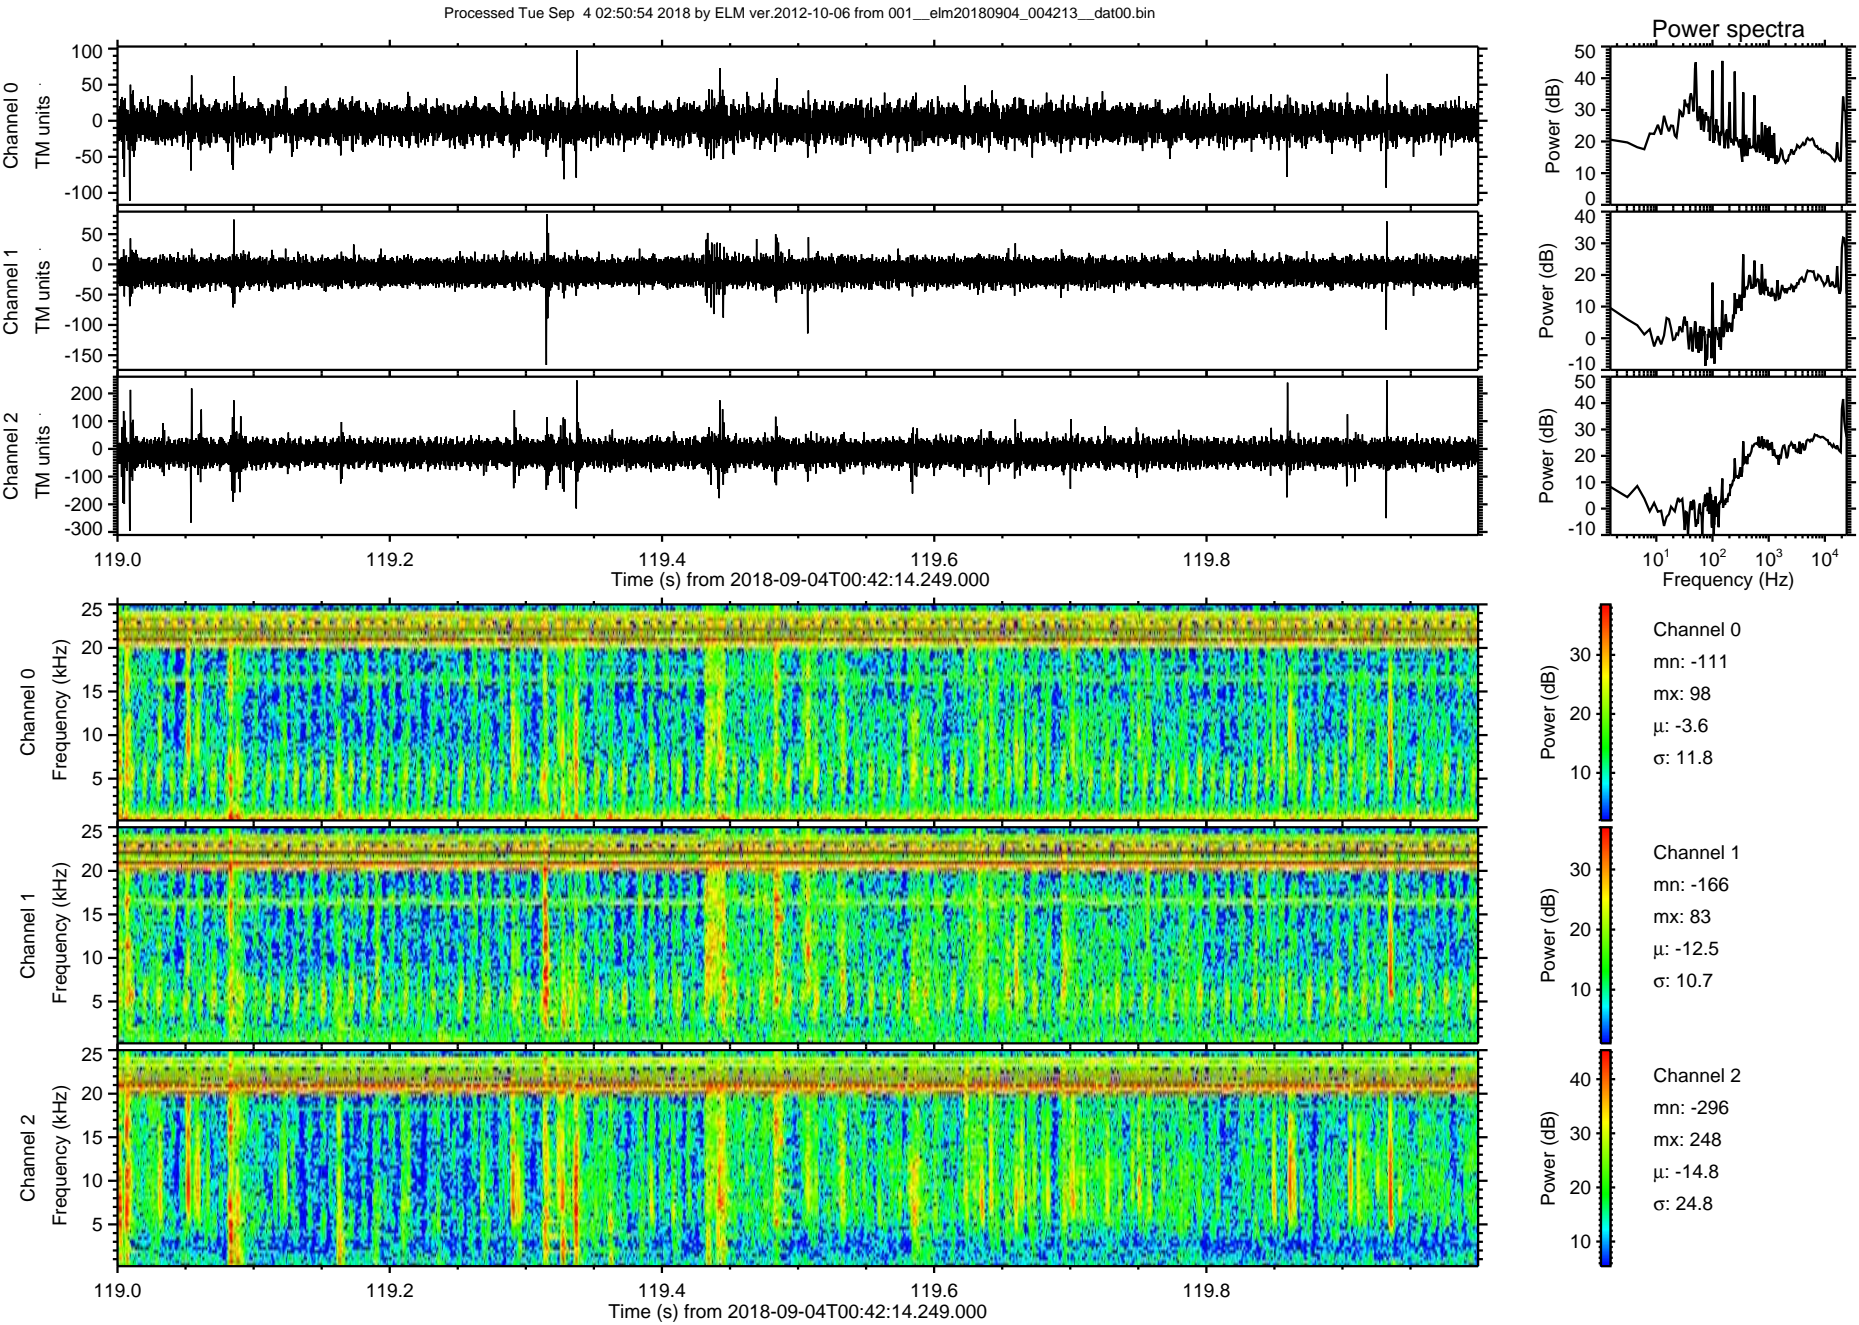 Processed Tue Sep  4 02:50:54 2018 by ELM ver.2012-10-06 from 001__elm20180904_004213__dat00.bin
Power spectra
Channel 0
TM units
100
50
0
-50
-100
Power (dB)
50
40
30
20
10
0
Channel 1
TM units
50
0
-50
-100
-150
Power (dB)
40
30
20
10
0
-10
Channel 2
TM units
200
100
0
-100
-200
-300
Power (dB)
50
40
30
20
10
0
-10
119.0 119.2 119.4 119.6 119.8
Time (s) from 2018-09-04T00:42:14.249.000
10^1 10^2 10^3 10^4
Frequency (Hz)
Channel 0
Frequency (kHz)
25
20
15
10
5
Power (dB)
30
20
10
Channel 0
mn: -111
mx: 98
μ: -3.6
σ: 11.8
Channel 1
Frequency (kHz)
25
20
15
10
5
Power (dB)
30
20
10
Channel 1
mn: -166
mx: 83
μ: -12.5
σ: 10.7
Channel 2
Frequency (kHz)
25
20
15
10
5
Power (dB)
40
30
20
10
Channel 2
mn: -296
mx: 248
μ: -14.8
σ: 24.8
119.0 119.2 119.4 119.6 119.8
Time (s) from 2018-09-04T00:42:14.249.000